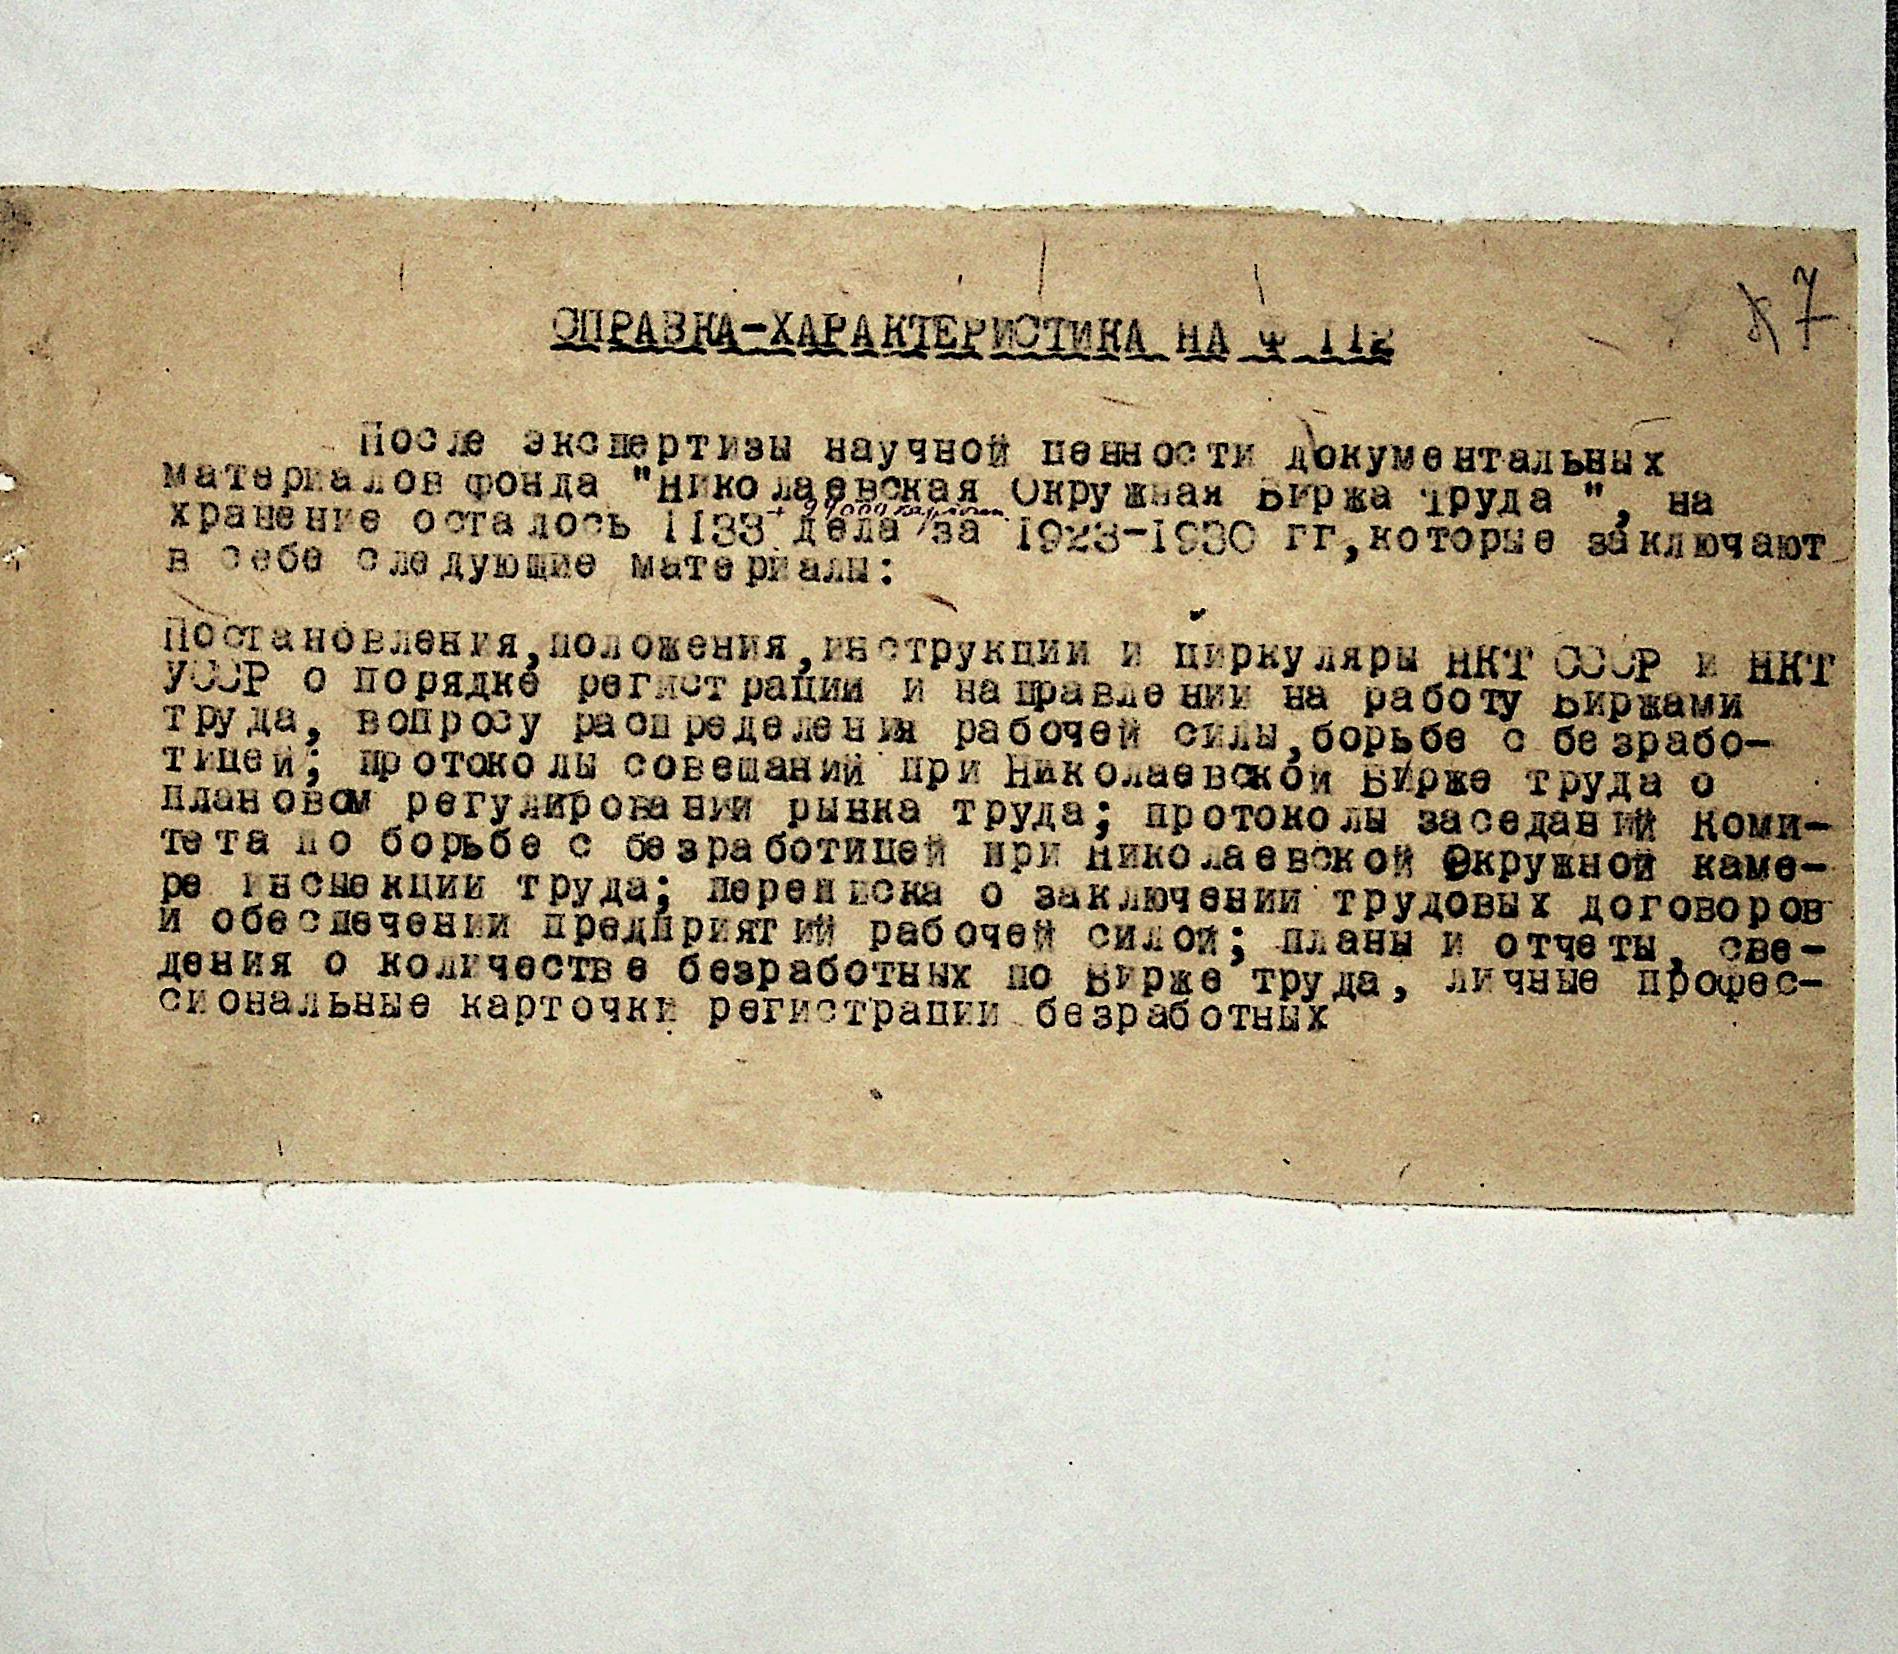 7
СПРАВКА-ХАРАКТЕРИСТИКА НА Ф 112
После экспертизы научной ценности документальных
материалов фонда "Николаевская Окружная Биржа Труда ", на
хранение осталось 1133 дела за 1923-1930 гг,которые заключают
в себе следующие материалы:
Постановления,положения,инструкции и циркуляры НКТ СССР и НКТ
УССР о порядке регистрации и направлении на работу Биржами
труда, вопросу распределения рабочей силы,борьбе с безрабо-
тицей; протоколы совещаний при Николаевской Бирже труда о
плановом регулировании рынка труда; протоколы заседаний Коми-
тета по борьбе с безработицей при Николаевской Окружной каме-
ре инспекции труда; переписка о заключении трудовых договоров
и обеспечении предприятий рабочей силой; планы и отчеты, све-
дения о количестве безработных по Бирже труда, личные профес-
сиональные карточки регистрации безработных